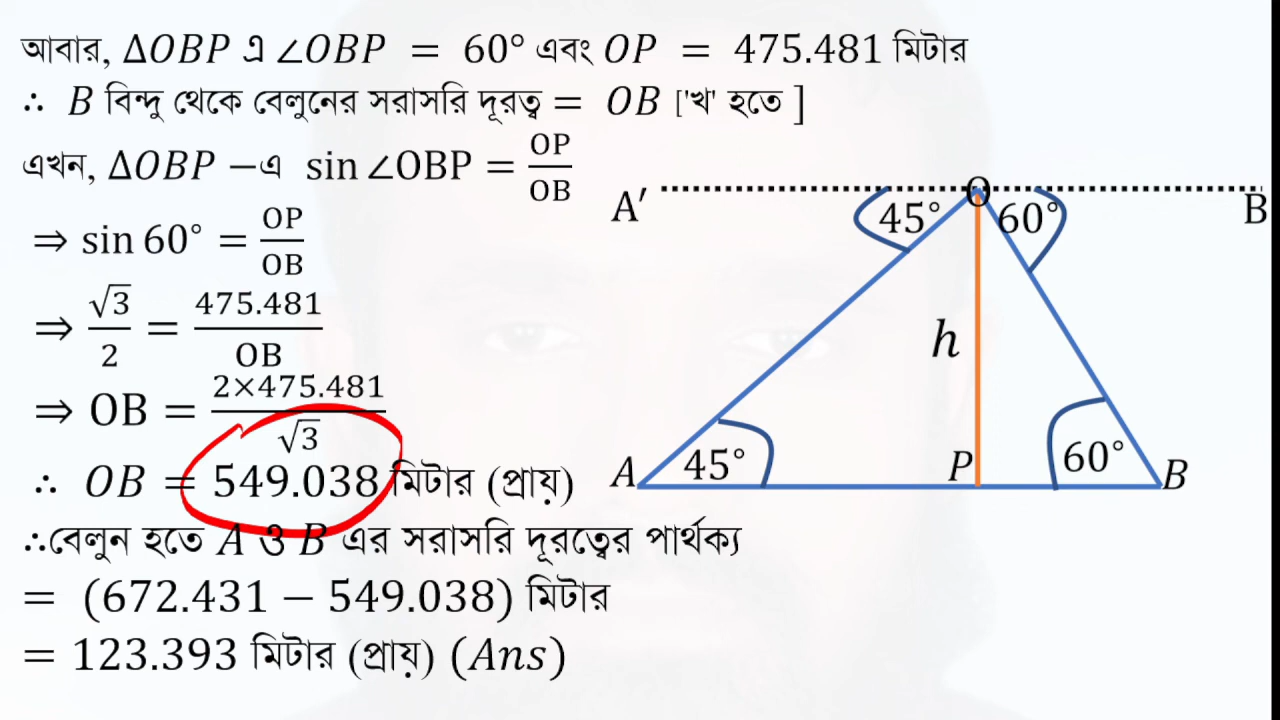 আবার, ΔOBP এ ∠OBP = 60° এবং OP = 475.481 মিটার
∴ B বিন্দু থেকে বেলুনের সরাসরি দূরত্ব = OB ['খ' হতে ]
এখন, ΔOBP −এ sin ∠OBP = OP/OB
⇒ sin 60° = OP/OB
⇒ √3/2 = 475.481/OB
⇒ OB = 2×475.481/√3
∴ OB = 549.038 মিটার (প্রায়)
∴বেলুন হতে A ও B এর সরাসরি দূরত্বের পার্থক্য
= (672.431 − 549.038) মিটার
= 123.393 মিটার (প্রায়) (Ans)
A′ O B
45° 60°
h
A 45° P 60° B